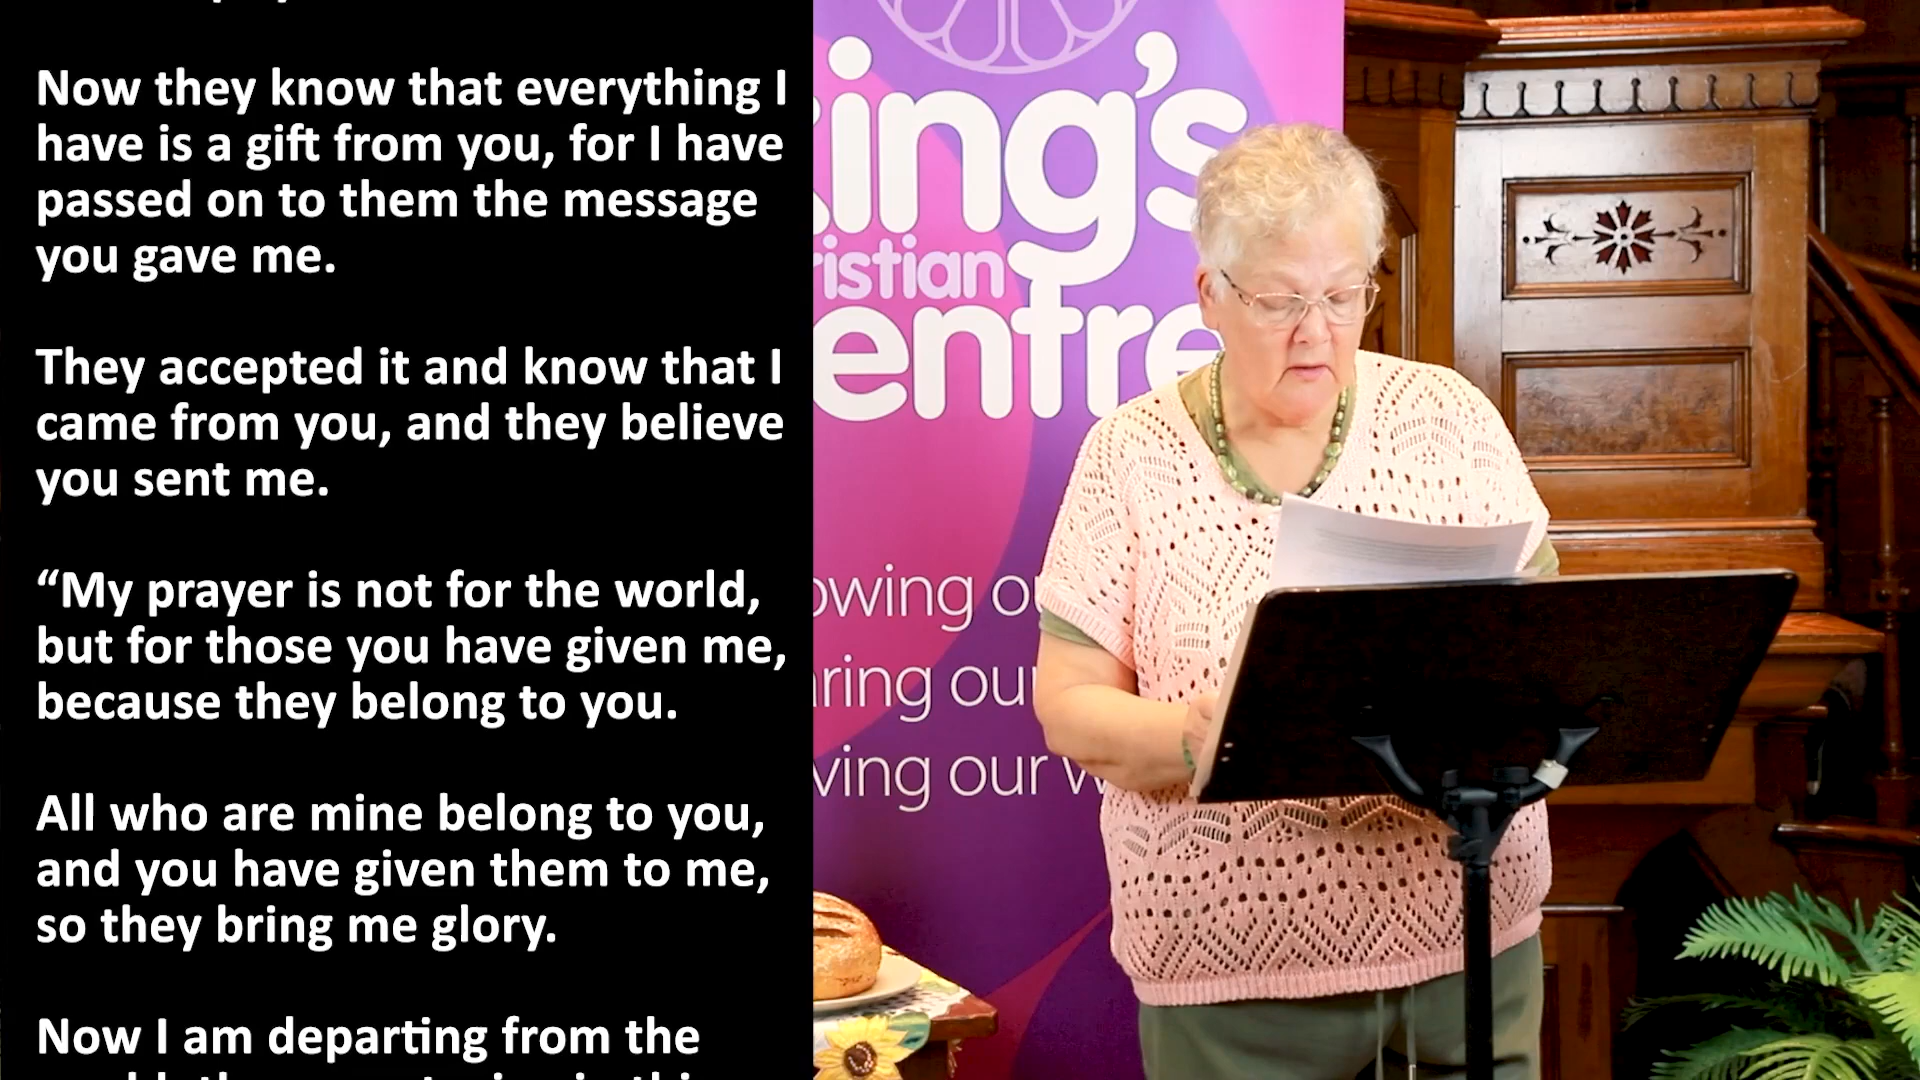 Now they know that everything I
have is a gift from you, for I have
passed on to them the message
you gave me.
They accepted it and know that I
came from you, and they believe
you sent me.
“My prayer is not for the world,
but for those you have given me,
because they belong to you.
All who are mine belong to you,
and you have given them to me,
so they bring me glory.
Now I am departing from the
king's
ristian
entre
owing ou
aring our
ving our w